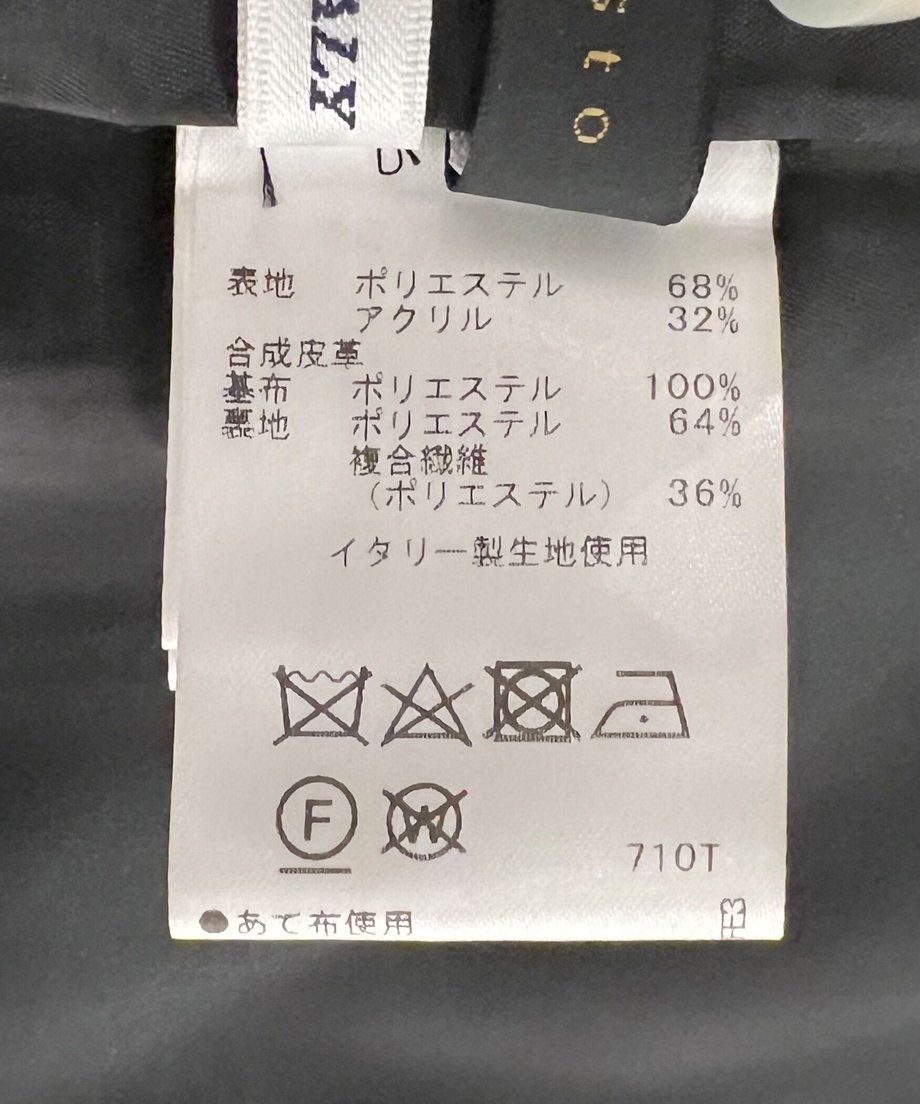 ALY
sto
表地 ポリエステル 68%
アクリル 32%
合成皮革
基布 ポリエステル 100%
裏地 ポリエステル 64%
複合繊維
(ポリエステル) 36%
イタリー製生地使用
F W
710T
●あて布使用